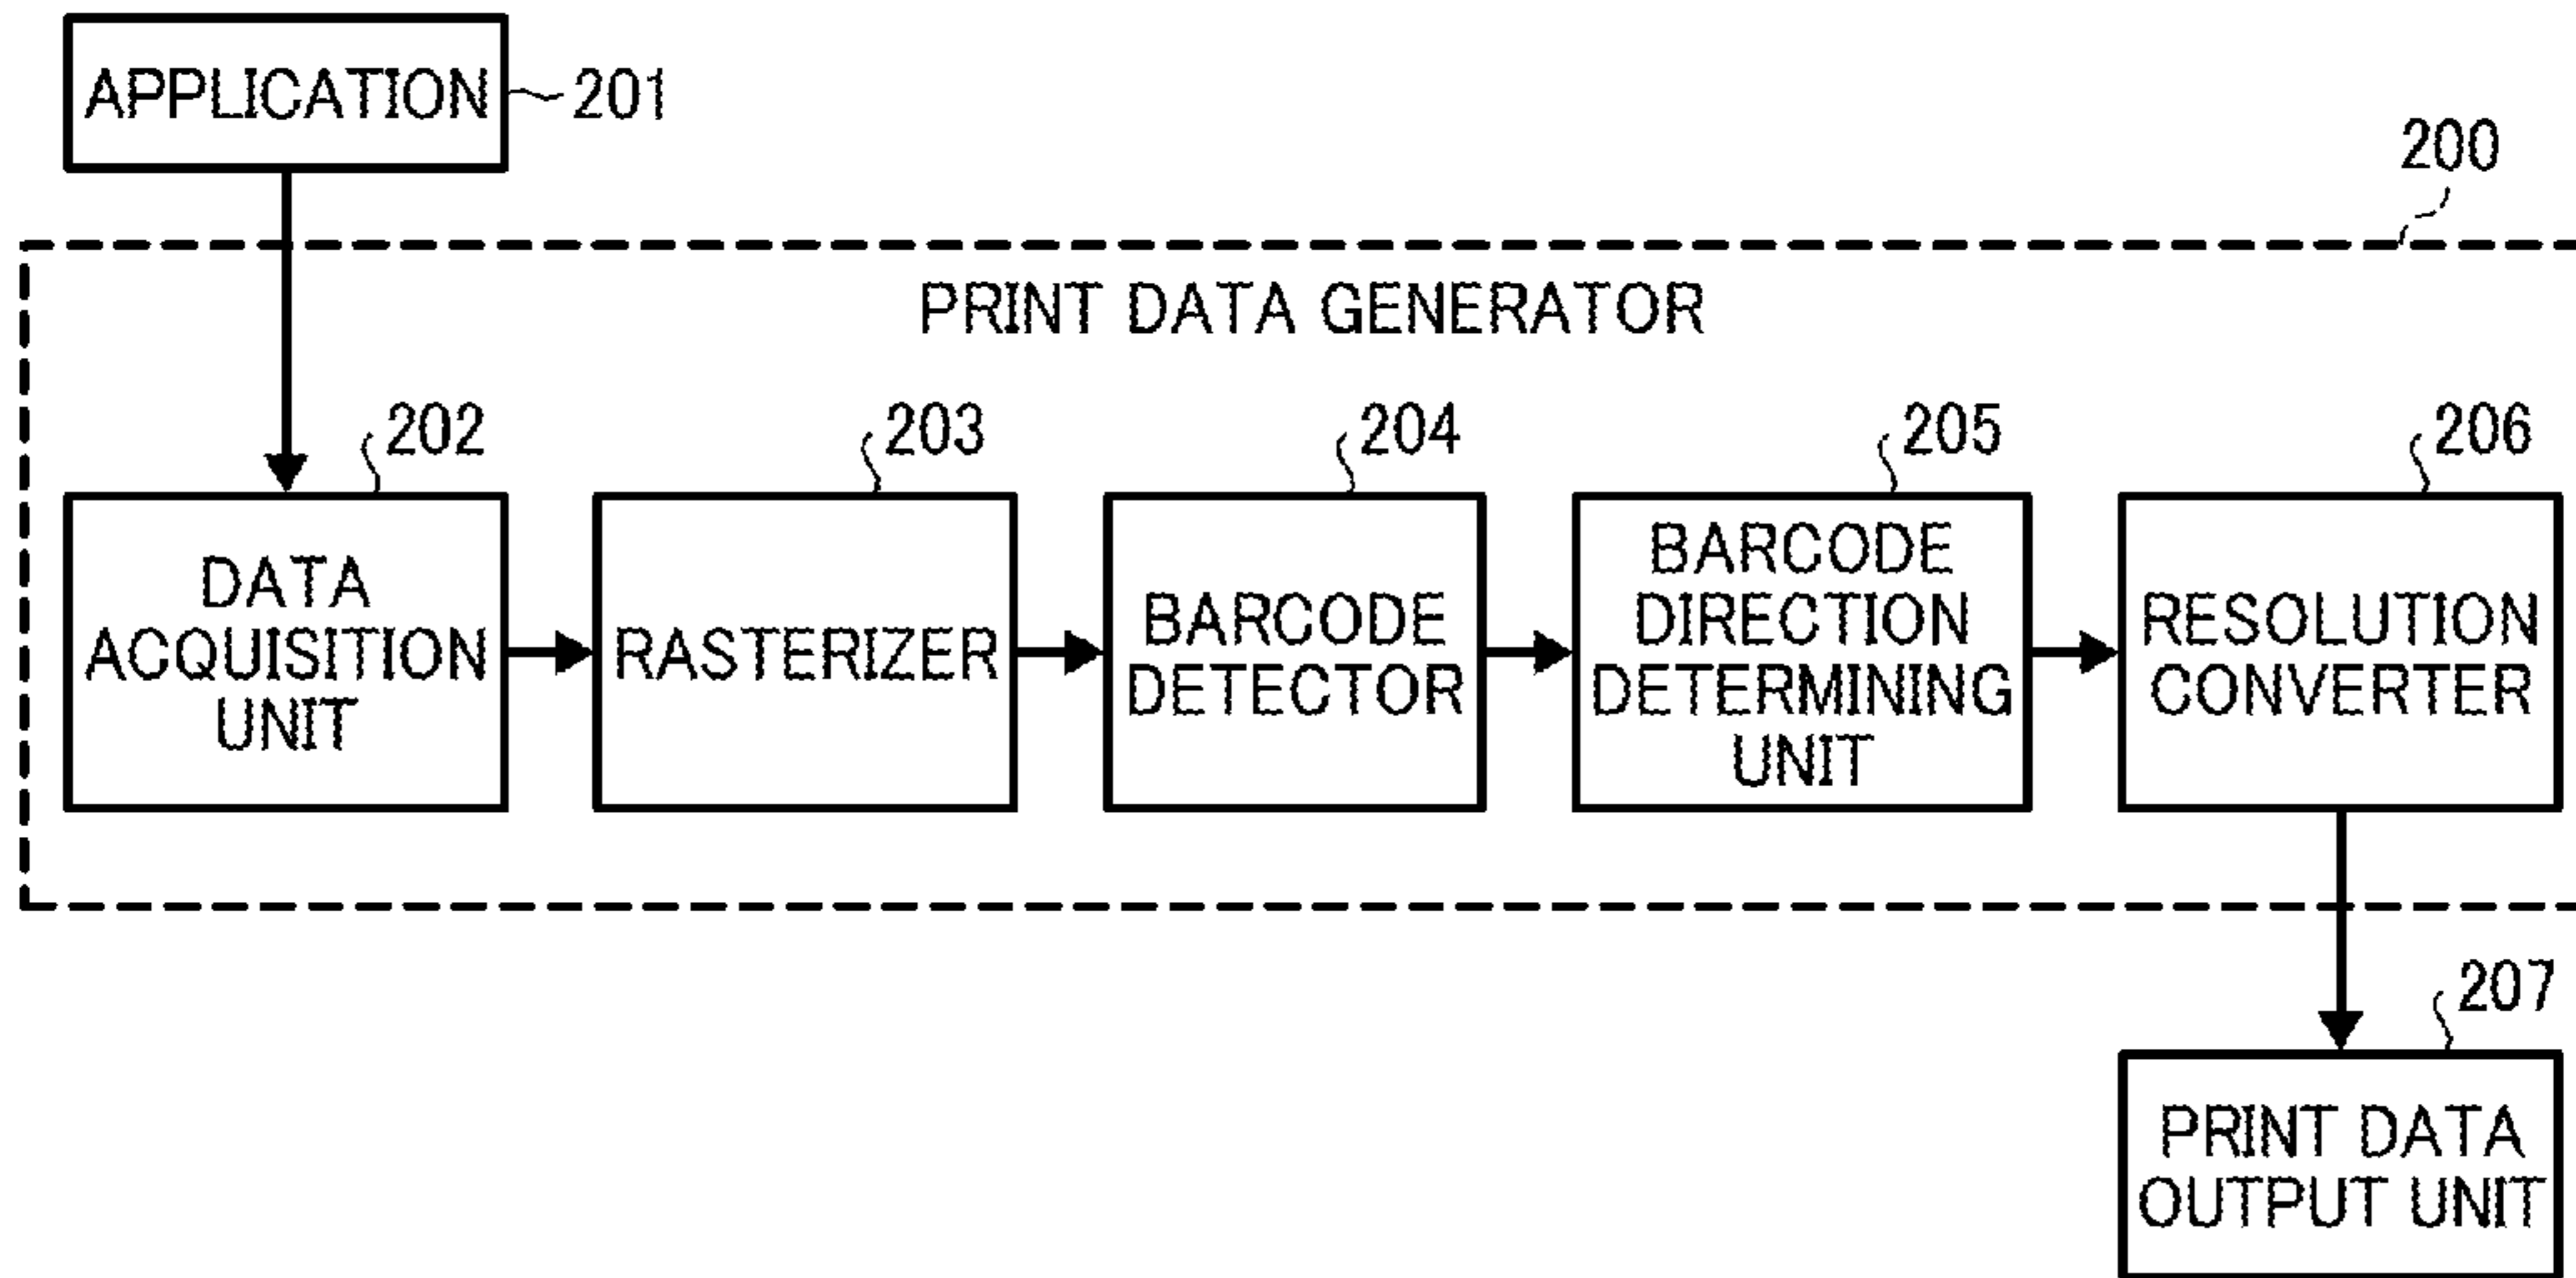 APPLICATION
201
200
PRINT DATA GENERATOR
202
203
204
205
206
DATA
ACQUISITION
UNIT
RASTERIZER
BARCODE
DETECTOR
BARCODE
DIRECTION
DETERMINING
UNIT
RESOLUTION
CONVERTER
207
PRINT DATA
OUTPUT UNIT